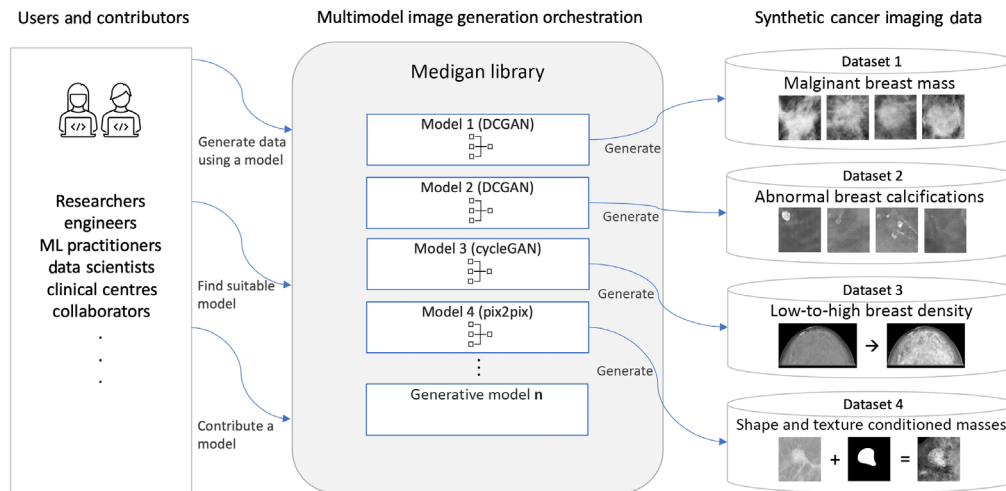 Users and contributors
Multimodel image generation orchestration
Synthetic cancer imaging data
</>
</>
Researchers
engineers
ML practitioners
data scientists
clinical centres
collaborators
.
.
.
Generate data
using a model
Find suitable
model
Contribute a
model
Medigan library
Model 1 (DCGAN)
Model 2 (DCGAN)
Model 3 (cycleGAN)
Model 4 (pix2pix)
⋮
Generative model n
Generate
Generate
Generate
Generate
Dataset 1
Malginant breast mass
Dataset 2
Abnormal breast calcifications
Dataset 3
Low-to-high breast density
→
Dataset 4
Shape and texture conditioned masses
+ =